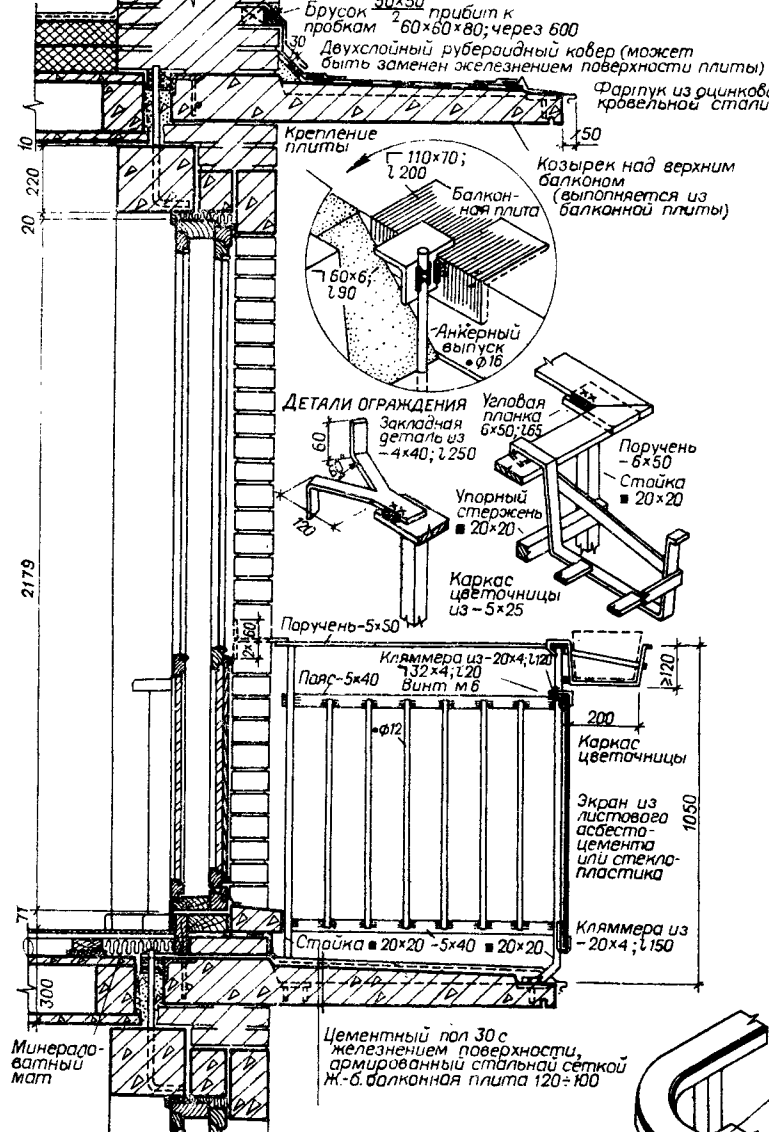 Брусок 50×50/2 прибит к
пробкам 60×60×80; через 600
30
Двухслойный рубероидный ковер (может
быть заменен железнением поверхности плиты)
Фартук из оцинкова
кровельной стали
50
Крепление
плиты
Козырек над верхним
балконом
(выполняется из
балконной плиты)
10
220
20
110×70;
l 200
Балкон-
ная плита
60×6;
l 90
Анкерный
выпуск
φ16
ДЕТАЛИ ОГРАЖДЕНИЯ
Закладная
деталь из
-4×40; l 250
60
120
Угловая
планка
6×50; l 65
Поручень
-6×50
Стойка
■ 20×20
Упорный
стержень
■ 20×20
Каркас
цветочницы
из -5×25
2179
Поручень-5×50
2×60
Кляммера из -20×4; l 120
32×4; l 20
Винт М6
Пояс-5×40
φ12
≥120
200
Каркас
цветочницы
1050
Экран из
листового
асбесто-
цемента
или стекло-
пластика
77
Стойка ■ 20×20 -5×40 ■ 20×20
Кляммера из
-20×4; l 150
300
Минерало-
ватный
мат
Цементный пол 30 с
железнением поверхности,
армированный стальной сеткой
Ж.-б. балконная плита 120÷100